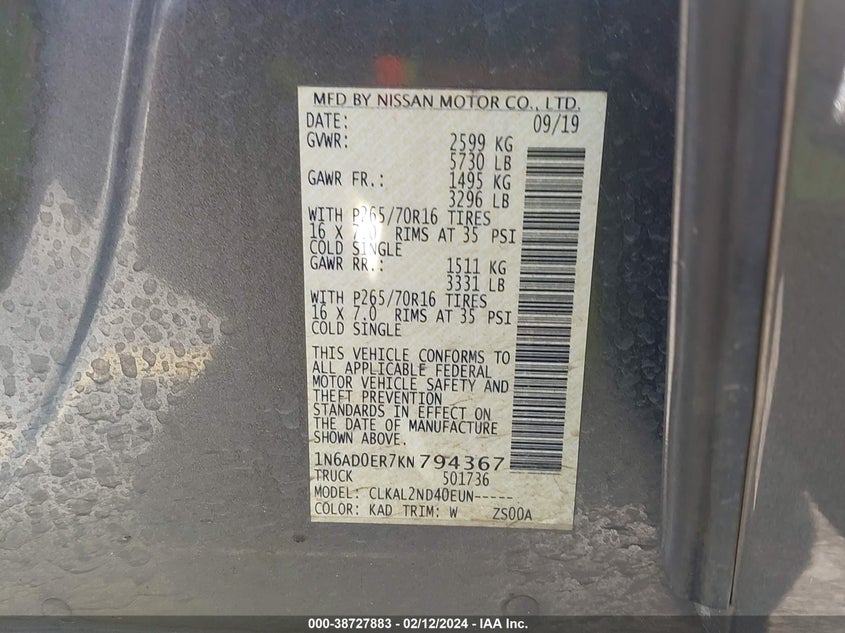 MFD BY NISSAN MOTOR CO., LTD.
DATE: 09/19
GVWR: 2599 KG
5730 LB
GAWR FR.: 1495 KG
3296 LB
WITH P265/70R16 TIRES
16 X 7.0 RIMS AT 35 PSI
COLD SINGLE
GAWR RR.: 1511 KG
3331 LB
WITH P265/70R16 TIRES
16 X 7.0 RIMS AT 35 PSI
COLD SINGLE
THIS VEHICLE CONFORMS TO
ALL APPLICABLE FEDERAL
MOTOR VEHICLE SAFETY AND
THEFT PREVENTION
STANDARDS IN EFFECT ON
THE DATE OF MANUFACTURE
SHOWN ABOVE.
1N6AD0ER7KN794367
TRUCK 501736
MODEL: CLKAL2ND40EUN-----
COLOR: KAD TRIM: W ZS00A
000-38727883 - 02/12/2024 - IAA Inc.